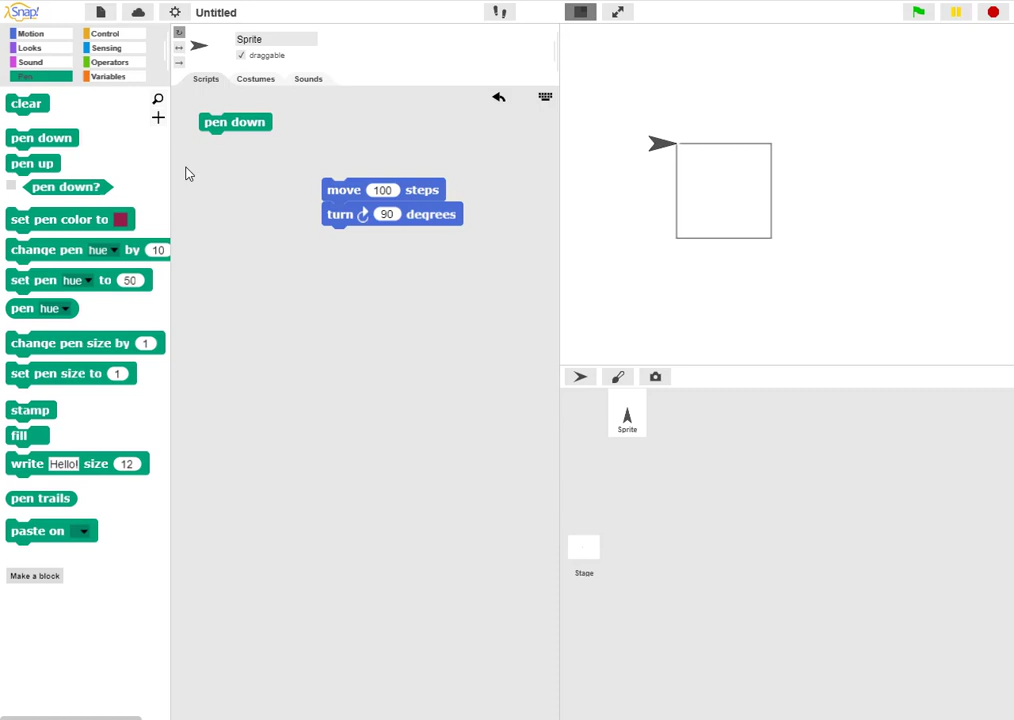 Snap!
Untitled
Motion
Control
Looks
Sensing
Sound
Operators
Pen
Variables
Sprite
draggable
Scripts
Costumes
Sounds
clear
pen down
pen up
pen down?
set pen color to
change pen hue by 10
set pen hue to 50
pen hue
change pen size by 1
set pen size to 1
stamp
fill
write Hello! size 12
pen trails
paste on
Make a block
pen down
move 100 steps
turn 90 degrees
Sprite
Stage